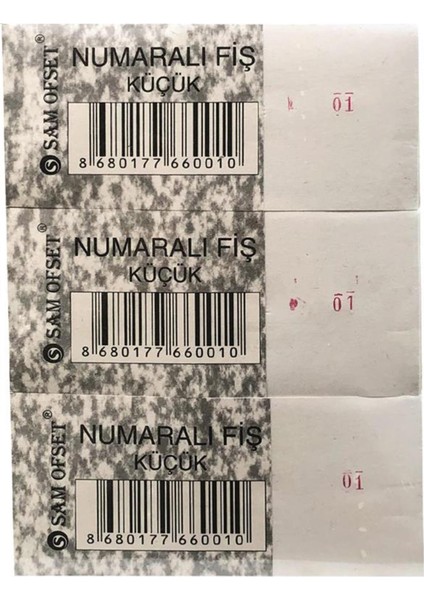 SAM OFSET®
NUMARALI FİŞ
KÜÇÜK
8 680177 660010
01
SAM OFSET®
NUMARALI FİŞ
KÜÇÜK
8 680177 660010
01
SAM OFSET®
NUMARALI FİŞ
KÜÇÜK
8 680177 660010
01